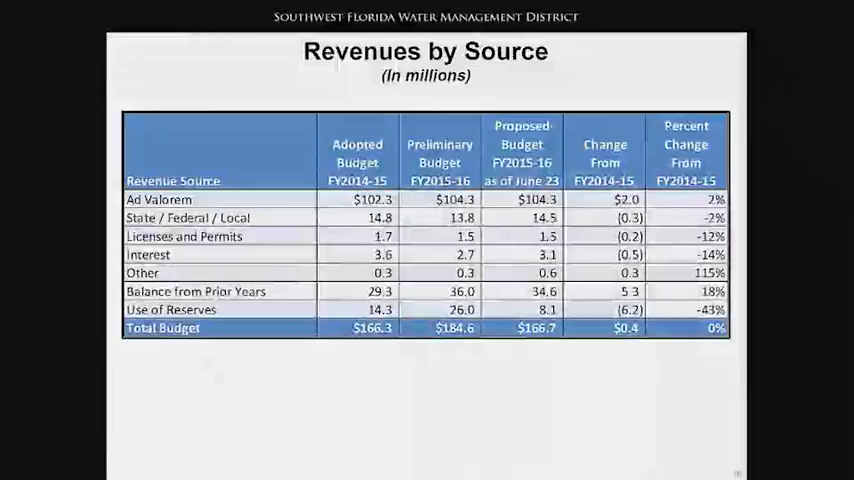 SOUTHWEST FLORIDA WATER MANAGEMENT DISTRICT
Revenues by Source
(In millions)
Revenue Source Adopted Budget FY2014-15 Preliminary Budget FY2015-16 Proposed Budget FY2015-16 as of June 23 Change From FY2014-15 Percent Change From FY2014-15
Ad Valorem $102.3 $104.3 $104.3 $2.0 2%
State / Federal / Local 14.8 13.8 14.5 (0.3) -2%
Licenses and Permits 1.7 1.5 1.5 (0.2) -12%
Interest 3.6 2.7 3.1 (0.5) -14%
Other 0.3 0.3 0.6 0.3 115%
Balance from Prior Years 29.3 36.0 34.6 5.3 18%
Use of Reserves 14.3 26.0 8.1 (6.2) -43%
Total Budget $166.3 $184.6 $166.7 $0.4 0%